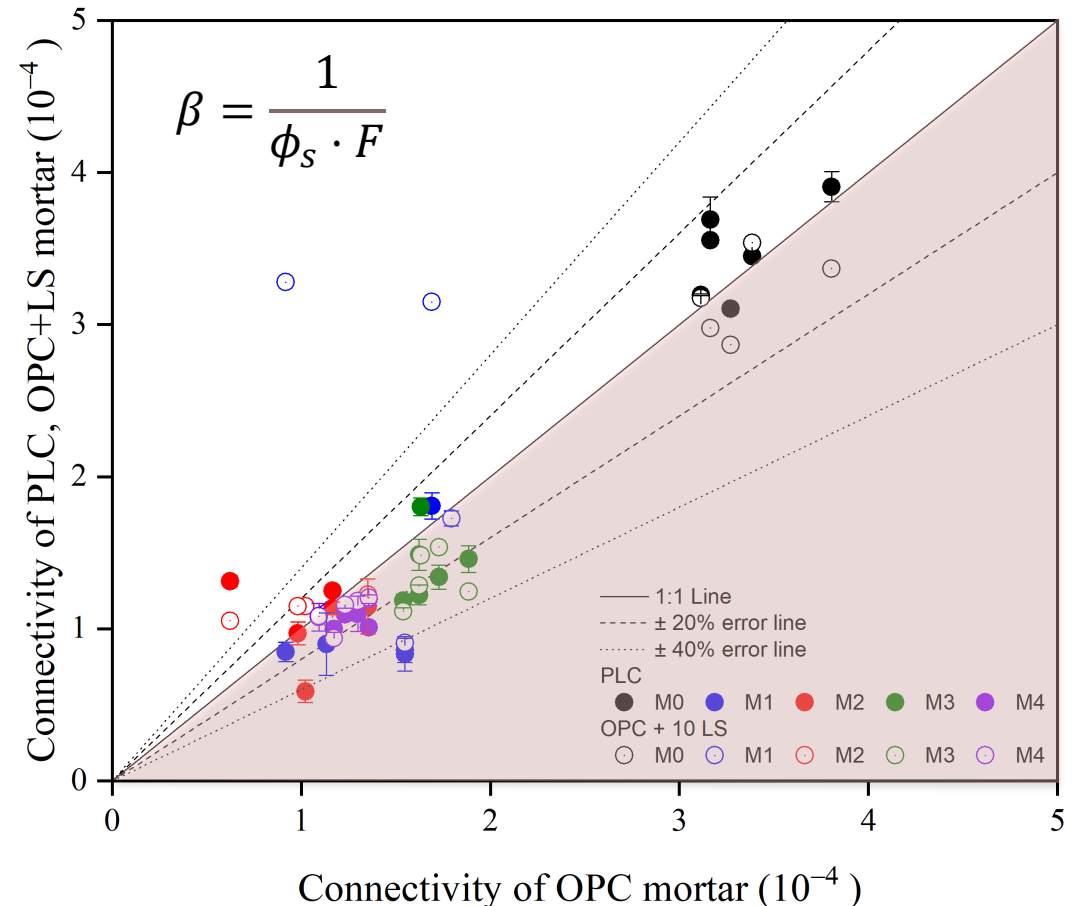 5
4
3
2
1
0
0 1 2 3 4 5
Connectivity of PLC, OPC+LS mortar (10⁻⁴ )
β = 1 / (ϕₛ · F)
1:1 Line
± 20% error line
± 40% error line
PLC
M0 M1 M2 M3 M4
OPC + 10 LS
M0 M1 M2 M3 M4
Connectivity of OPC mortar (10⁻⁴ )